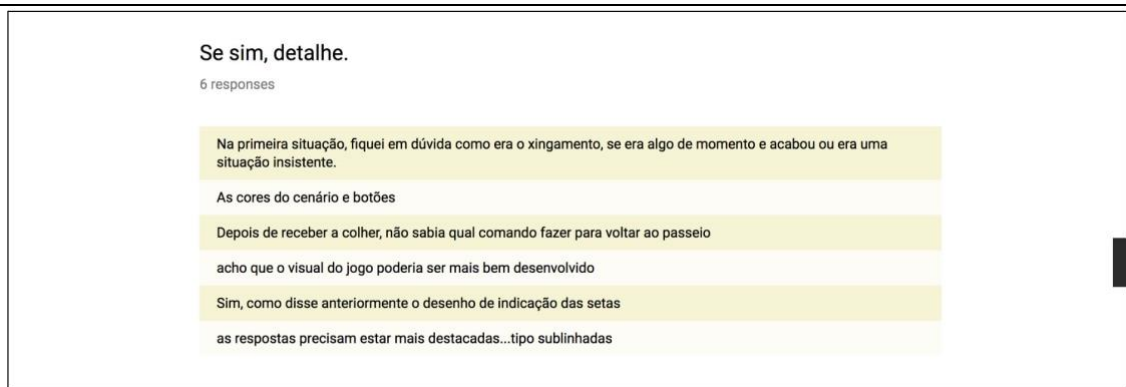 Se sim, detalhe.
6 responses
Na primeira situação, fiquei em dúvida como era o xingamento, se era algo de momento e acabou ou era uma
situação insistente.
As cores do cenário e botões
Depois de receber a colher, não sabia qual comando fazer para voltar ao passeio
acho que o visual do jogo poderia ser mais bem desenvolvido
Sim, como disse anteriormente o desenho de indicação das setas
as respostas precisam estar mais destacadas...tipo sublinhadas